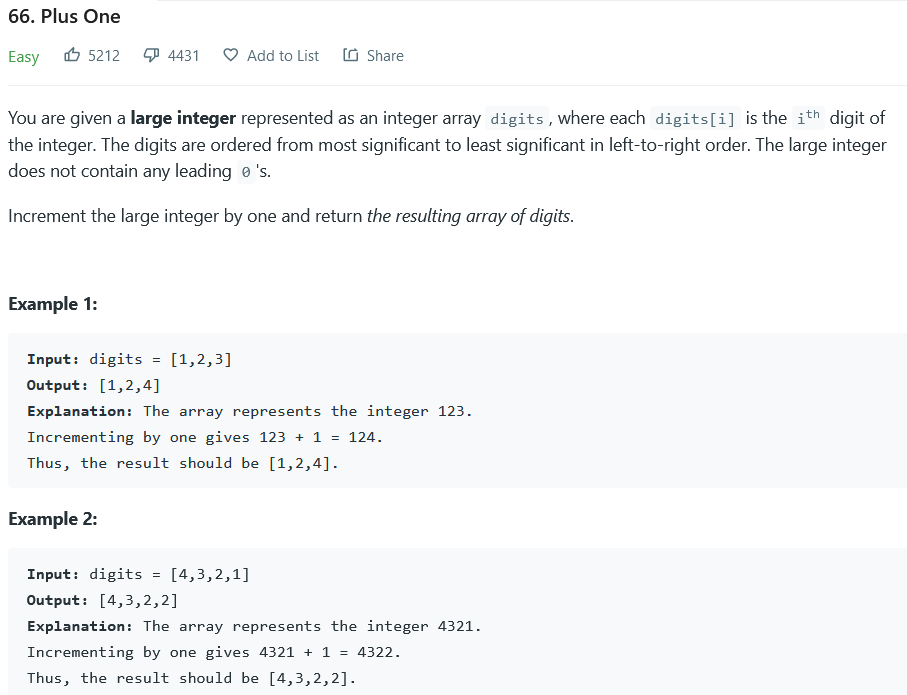 66. Plus One
Easy 5212 4431 Add to List Share
You are given a large integer represented as an integer array digits, where each digits[i] is the ith digit of
the integer. The digits are ordered from most significant to least significant in left-to-right order. The large integer
does not contain any leading 0's.
Increment the large integer by one and return the resulting array of digits.
Example 1:
Input: digits = [1,2,3]
Output: [1,2,4]
Explanation: The array represents the integer 123.
Incrementing by one gives 123 + 1 = 124.
Thus, the result should be [1,2,4].
Example 2:
Input: digits = [4,3,2,1]
Output: [4,3,2,2]
Explanation: The array represents the integer 4321.
Incrementing by one gives 4321 + 1 = 4322.
Thus, the result should be [4,3,2,2].